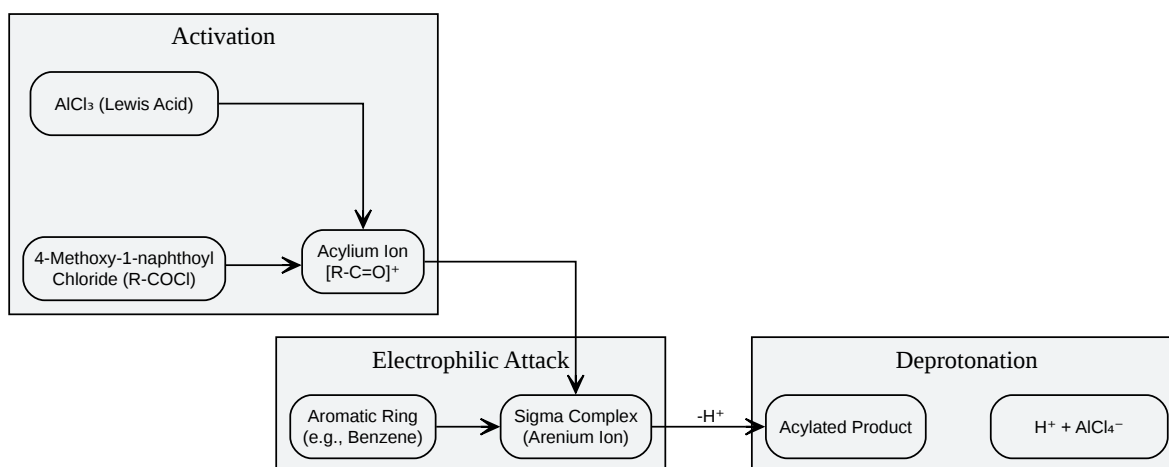 Activation
AlCl₃ (Lewis Acid)
4-Methoxy-1-naphthoyl
Chloride (R-COCl)
Acylium Ion
[R-C=O]⁺
Electrophilic Attack
Aromatic Ring
(e.g., Benzene)
Sigma Complex
(Arenium Ion)
-H⁺
Deprotonation
Acylated Product
H⁺ + AlCl₄⁻